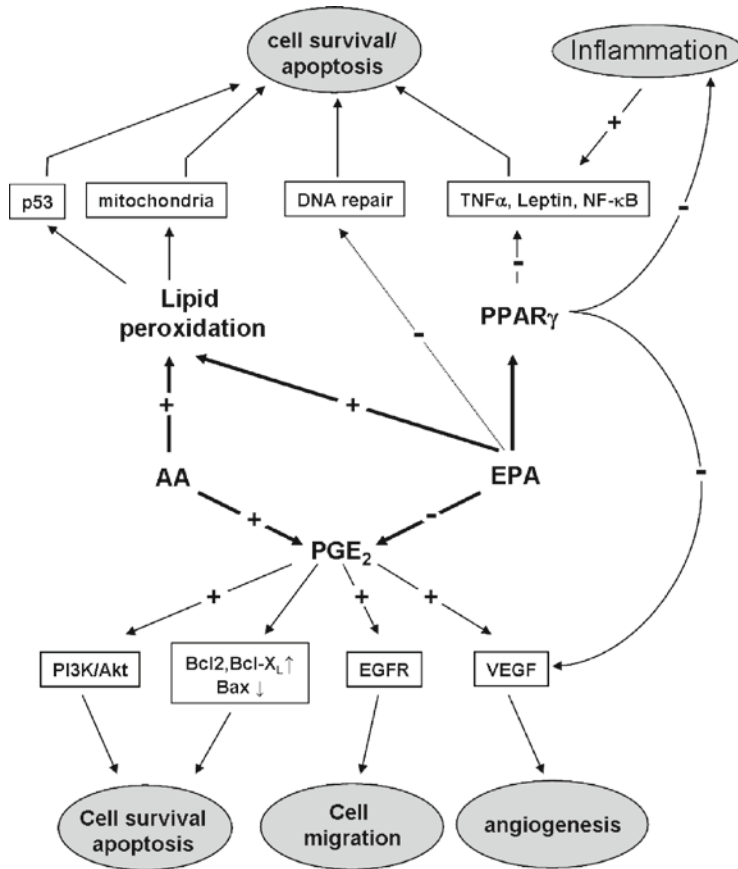 cell survival/
apoptosis
Inflammation
+
p53
mitochondria
DNA repair
TNFα, Leptin, NF-κB
-
-
Lipid
peroxidation
PPARγ
-
+
+
AA
EPA
-
+
-
PGE₂
+
+
+
PI3K/Akt
Bcl2,Bcl-X_L↑
Bax ↓
EGFR
VEGF
Cell survival
apoptosis
Cell
migration
angiogenesis